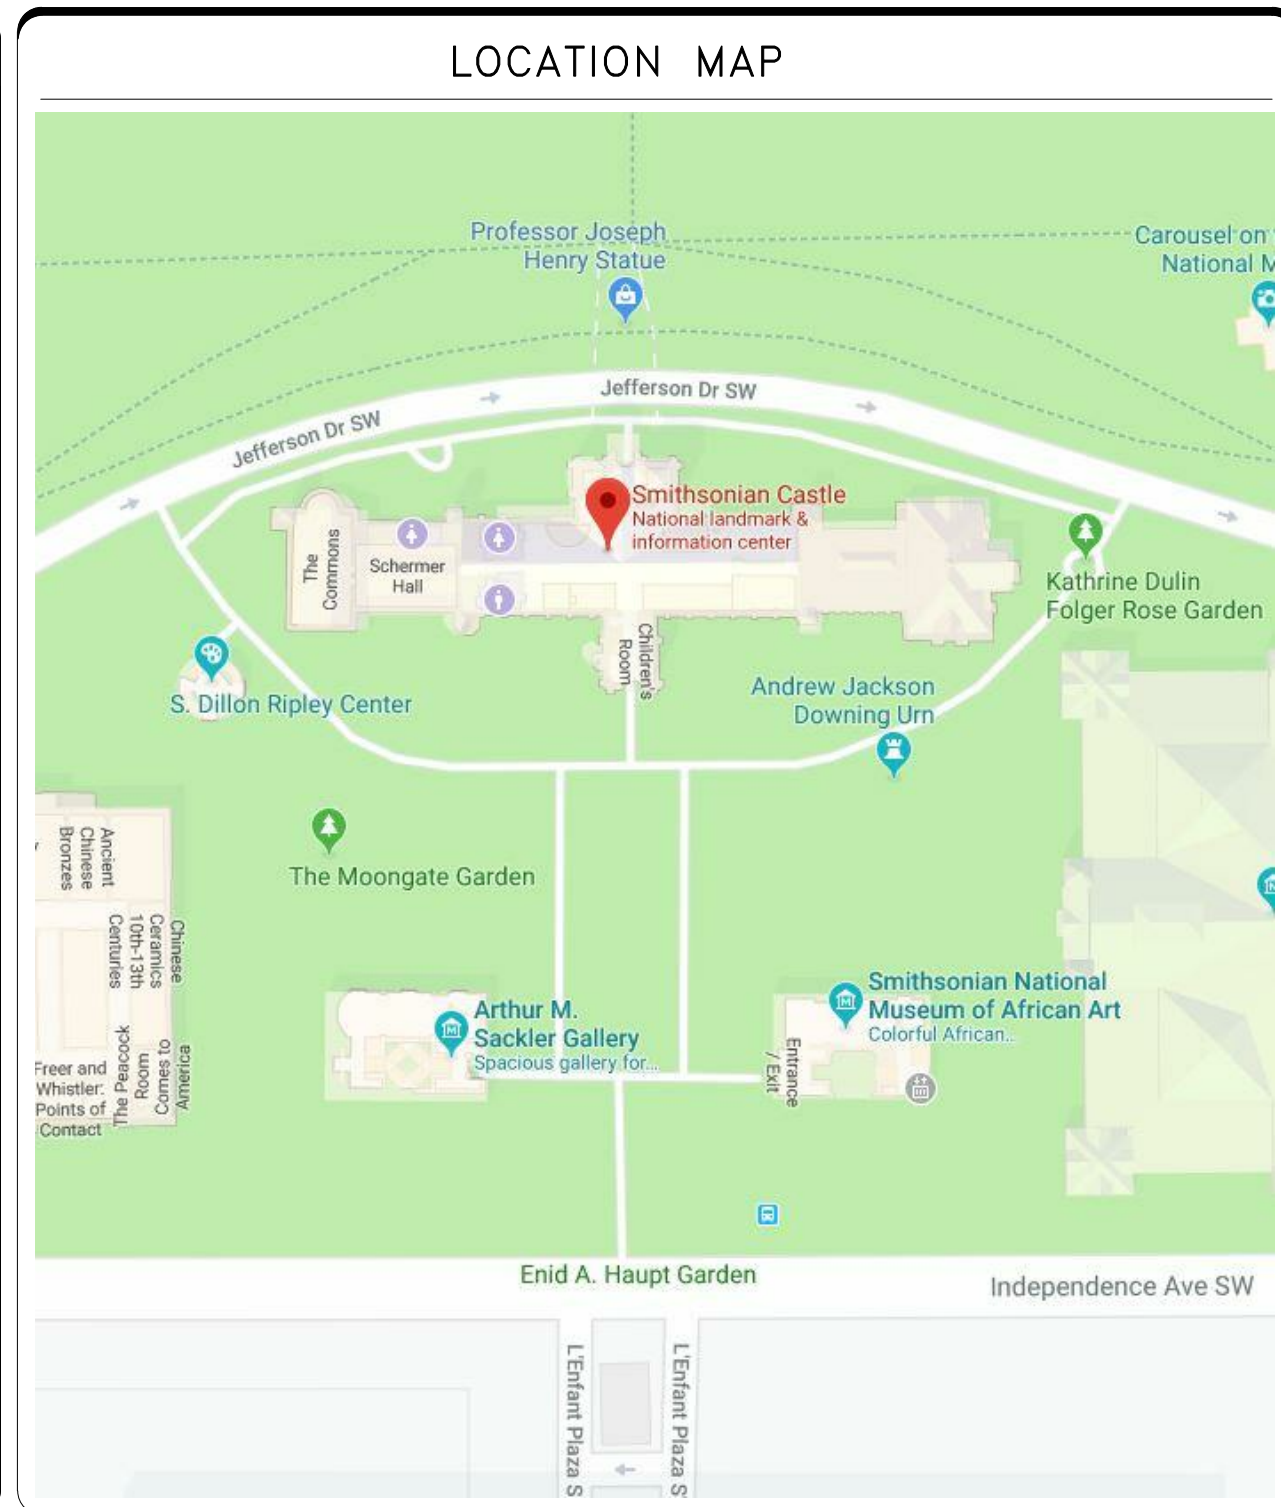 LOCATION MAP
Professor Joseph
Henry Statue
Carousel on
National M
Jefferson Dr SW
Jefferson Dr SW
Smithsonian Castle
National landmark &
information center
The
Commons
Schermer
Hall
Kathrine Dulin
Folger Rose Garden
Children's
Room
S. Dillon Ripley Center
Andrew Jackson
Downing Urn
The Moongate Garden
Ancient
Chinese
Bronzes
Chinese
Ceramics
10th-13th
Centuries
Arthur M.
Sackler Gallery
Spacious gallery for...
Smithsonian National
Museum of African Art
Colorful African...
Entrance
/ Exit
Freer and
Whistler:
Points of
Contact
The Peacock
Room
Comes to
America
Enid A. Haupt Garden
Independence Ave SW
L'Enfant Plaza S
L'Enfant Plaza S